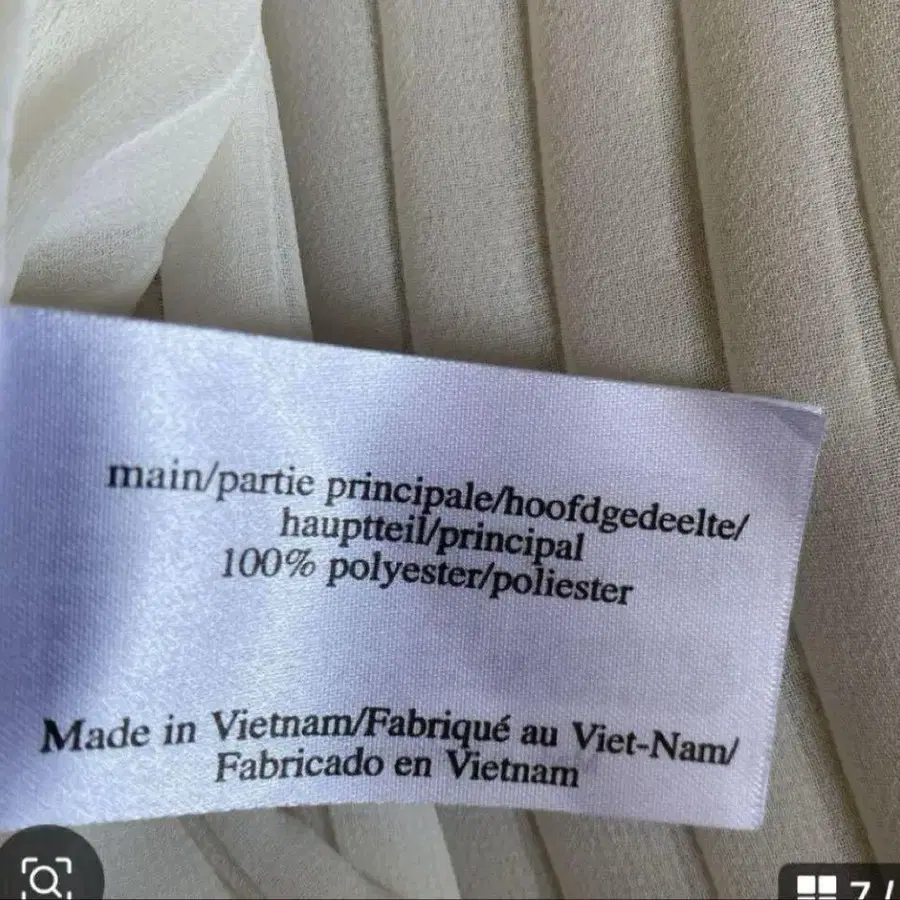 main/partie principale/hoofdgedeelte/
hauptteil/principal
100% polyester/poliester
Made in Vietnam/Fabriqué au Viet-Nam/
Fabricado en Vietnam
7/